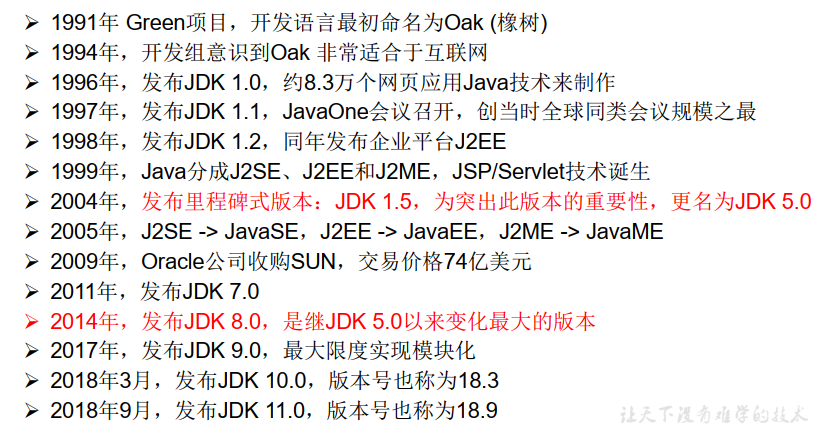 ➢ 1991年 Green项目，开发语言最初命名为Oak (橡树)
➢ 1994年，开发组意识到Oak 非常适合于互联网
➢ 1996年，发布JDK 1.0，约8.3万个网页应用Java技术来制作
➢ 1997年，发布JDK 1.1，JavaOne会议召开，创当时全球同类会议规模之最
➢ 1998年，发布JDK 1.2，同年发布企业平台J2EE
➢ 1999年，Java分成J2SE、J2EE和J2ME，JSP/Servlet技术诞生
➢ 2004年，发布里程碑式版本：JDK 1.5，为突出此版本的重要性，更名为JDK 5.0
➢ 2005年，J2SE -> JavaSE，J2EE -> JavaEE，J2ME -> JavaME
➢ 2009年，Oracle公司收购SUN，交易价格74亿美元
➢ 2011年，发布JDK 7.0
➢ 2014年，发布JDK 8.0，是继JDK 5.0以来变化最大的版本
➢ 2017年，发布JDK 9.0，最大限度实现模块化
➢ 2018年3月，发布JDK 10.0，版本号也称为18.3
➢ 2018年9月，发布JDK 11.0，版本号也称为18.9
让天下没有难学的技术